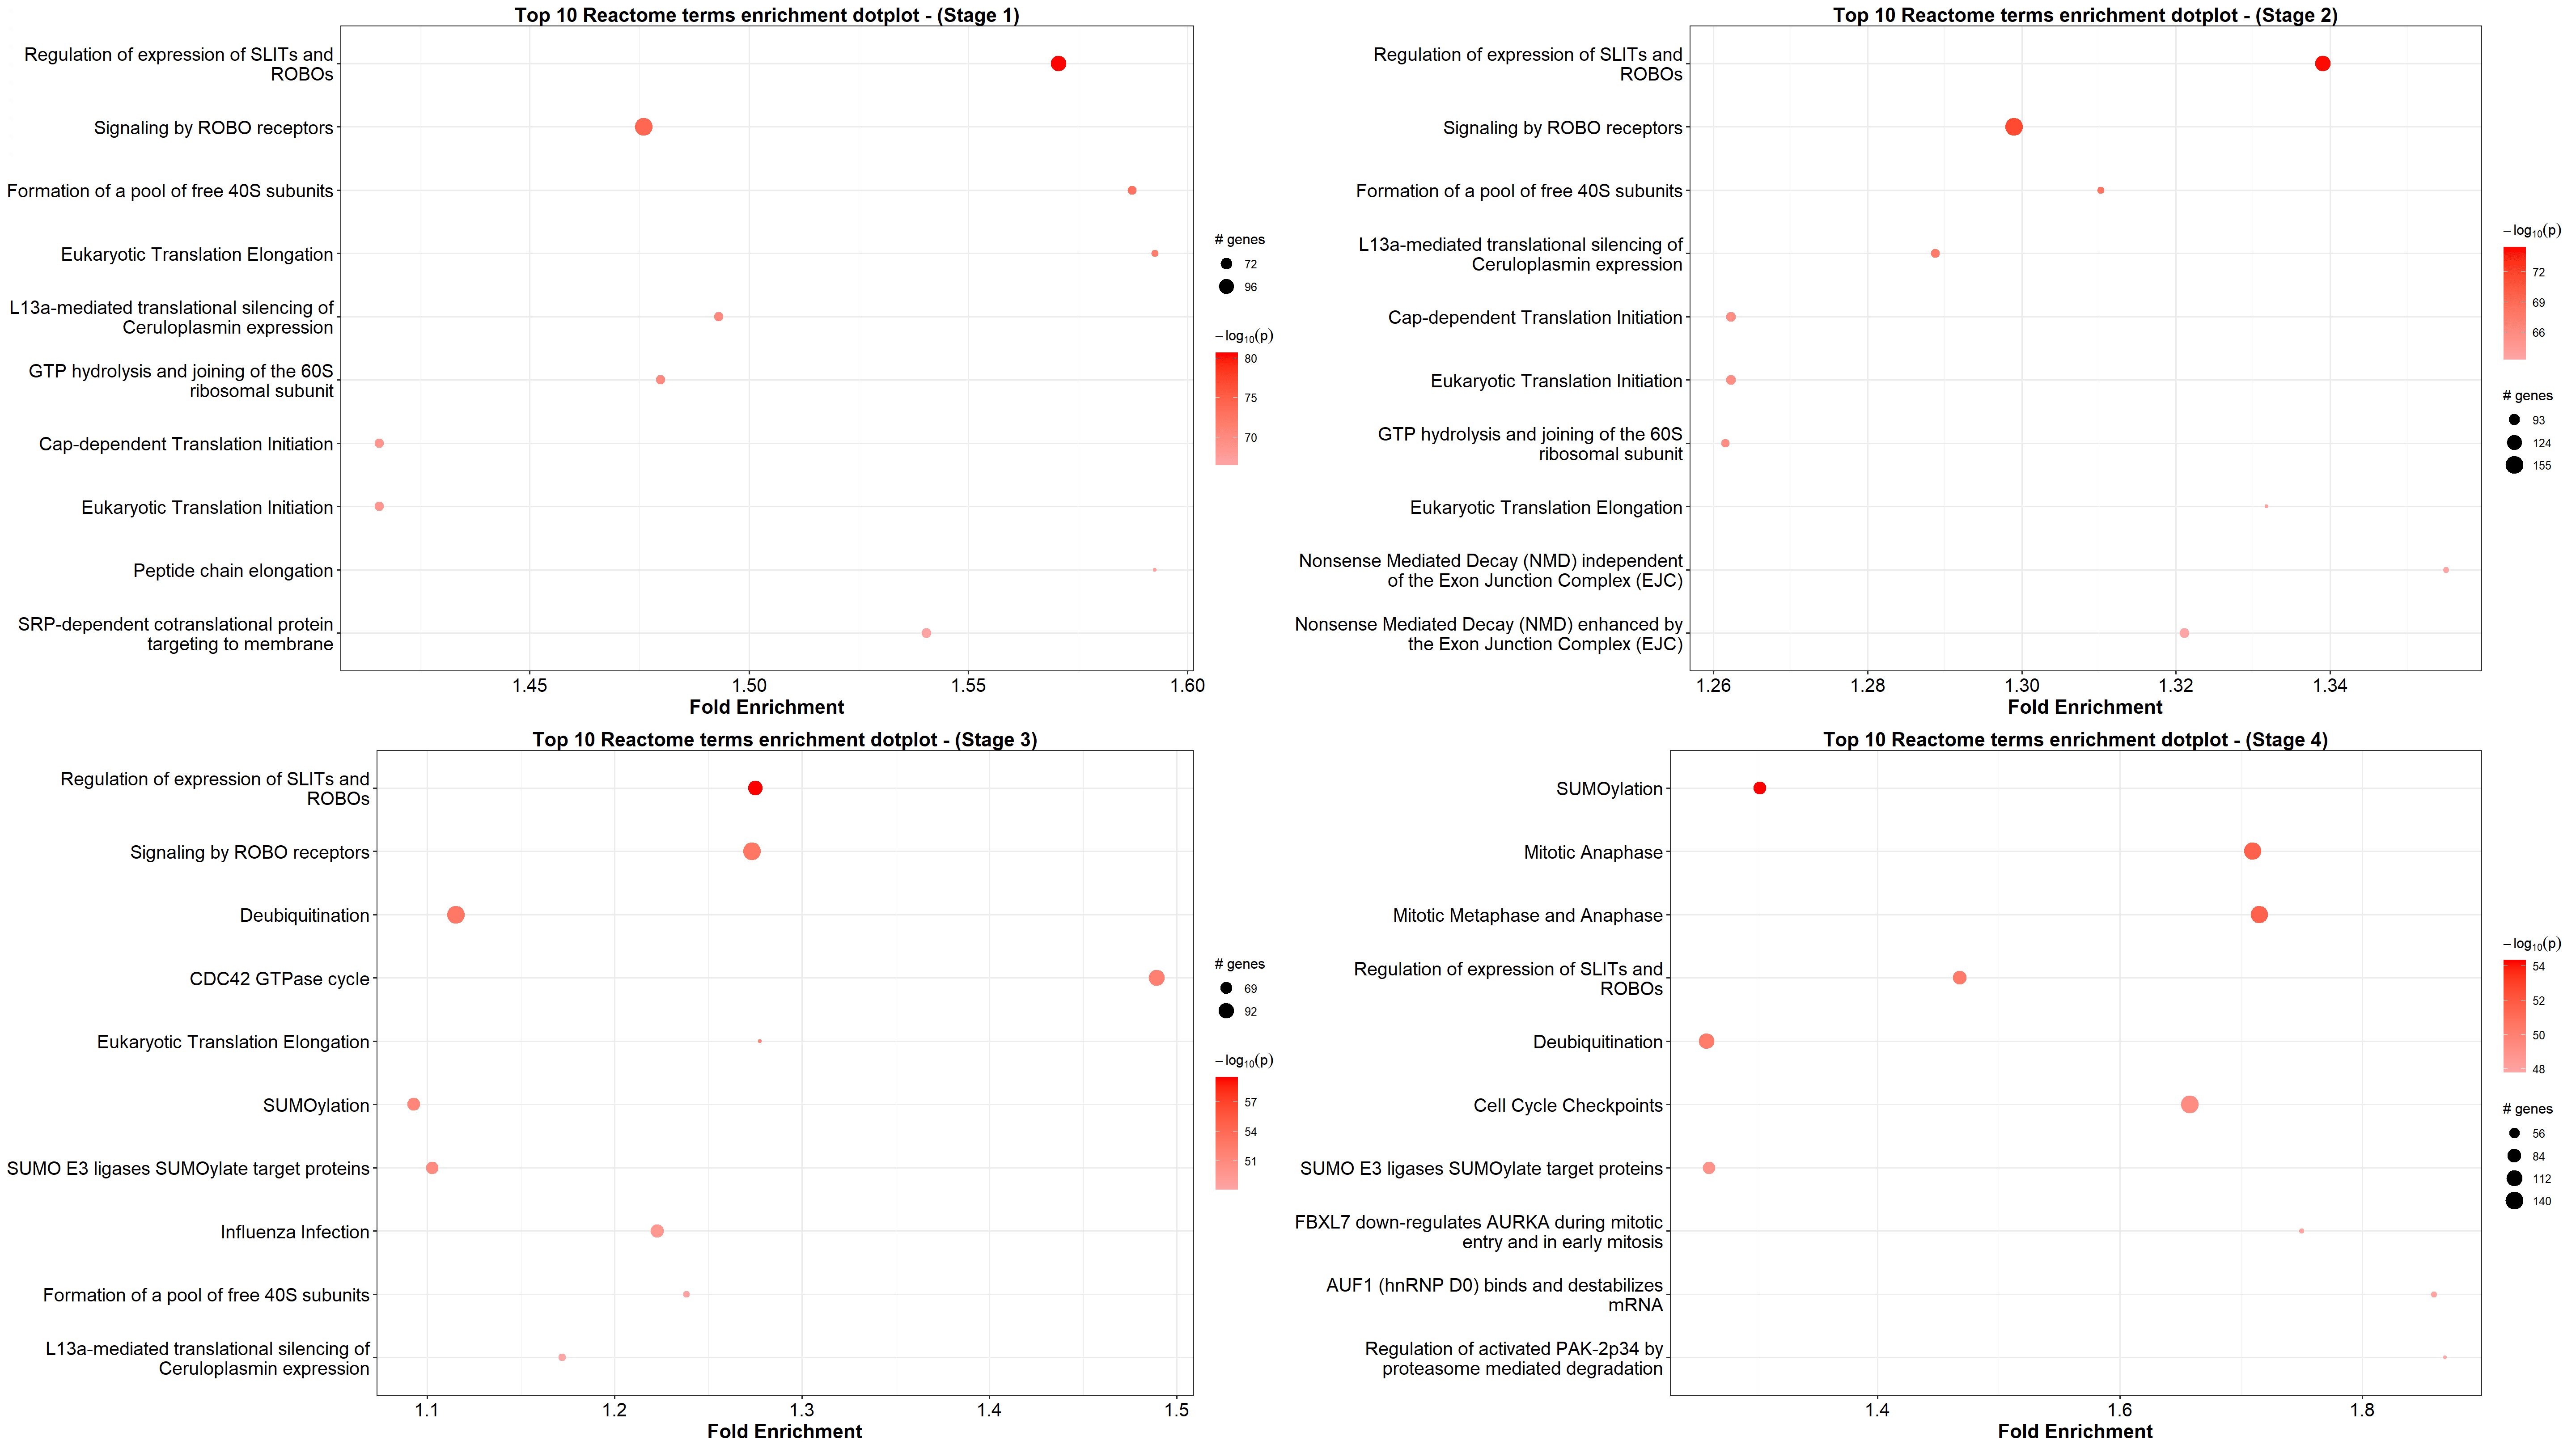 Top 10 Reactome terms enrichment dotplot - (Stage 1)
Regulation of expression of SLITs and
ROBOs
Signaling by ROBO receptors
Formation of a pool of free 40S subunits
Eukaryotic Translation Elongation
L13a-mediated translational silencing of
Ceruloplasmin expression
GTP hydrolysis and joining of the 60S
ribosomal subunit
Cap-dependent Translation Initiation
Eukaryotic Translation Initiation
Peptide chain elongation
SRP-dependent cotranslational protein
targeting to membrane
1.45 1.50 1.55 1.60
Fold Enrichment
# genes
72
96
−log10(p)
80
75
70
Top 10 Reactome terms enrichment dotplot - (Stage 2)
Regulation of expression of SLITs and
ROBOs
Signaling by ROBO receptors
Formation of a pool of free 40S subunits
L13a-mediated translational silencing of
Ceruloplasmin expression
Cap-dependent Translation Initiation
Eukaryotic Translation Initiation
GTP hydrolysis and joining of the 60S
ribosomal subunit
Eukaryotic Translation Elongation
Nonsense Mediated Decay (NMD) independent
of the Exon Junction Complex (EJC)
Nonsense Mediated Decay (NMD) enhanced by
the Exon Junction Complex (EJC)
1.26 1.28 1.30 1.32 1.34
Fold Enrichment
−log10(p)
72
69
66
# genes
93
124
155
Top 10 Reactome terms enrichment dotplot - (Stage 3)
Regulation of expression of SLITs and
ROBOs
Signaling by ROBO receptors
Deubiquitination
CDC42 GTPase cycle
Eukaryotic Translation Elongation
SUMOylation
SUMO E3 ligases SUMOylate target proteins
Influenza Infection
Formation of a pool of free 40S subunits
L13a-mediated translational silencing of
Ceruloplasmin expression
1.1 1.2 1.3 1.4 1.5
Fold Enrichment
# genes
69
92
−log10(p)
57
54
51
Top 10 Reactome terms enrichment dotplot - (Stage 4)
SUMOylation
Mitotic Anaphase
Mitotic Metaphase and Anaphase
Regulation of expression of SLITs and
ROBOs
Deubiquitination
Cell Cycle Checkpoints
SUMO E3 ligases SUMOylate target proteins
FBXL7 down-regulates AURKA during mitotic
entry and in early mitosis
AUF1 (hnRNP D0) binds and destabilizes
mRNA
Regulation of activated PAK-2p34 by
proteasome mediated degradation
1.4 1.6 1.8
Fold Enrichment
−log10(p)
54
52
50
48
# genes
56
84
112
140